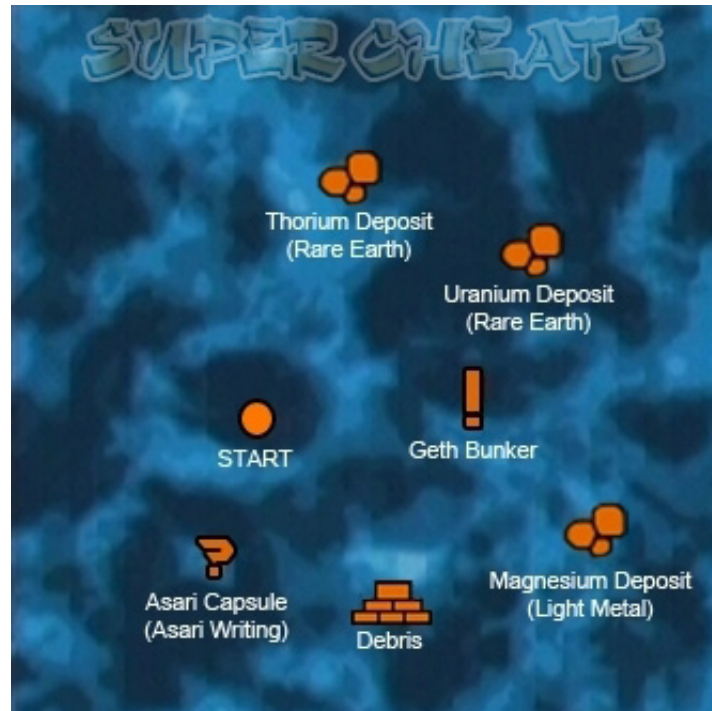 SUPER CHEATS
Thorium Deposit
(Rare Earth)
Uranium Deposit
(Rare Earth)
START
Geth Bunker
Asari Capsule
(Asari Writing)
Debris
Magnesium Deposit
(Light Metal)